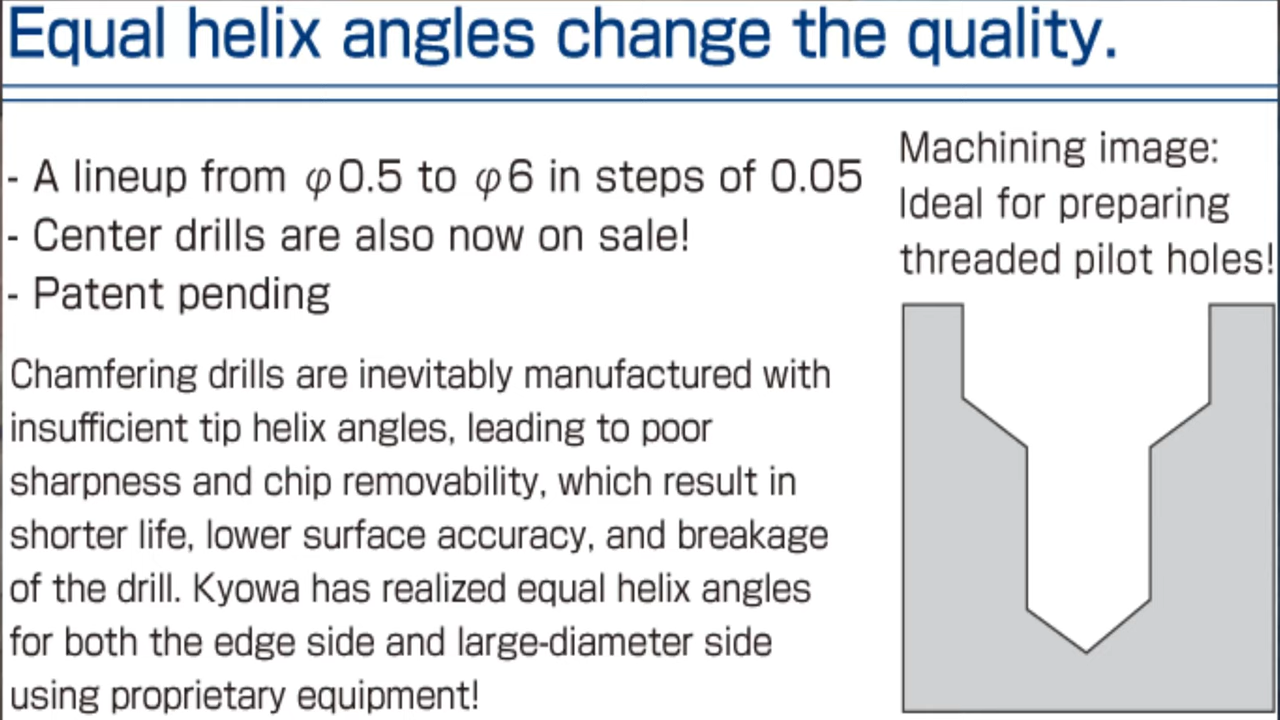 Equal helix angles change the quality.
- A lineup from φ0.5 to φ6 in steps of 0.05
- Center drills are also now on sale!
- Patent pending
Chamfering drills are inevitably manufactured with
insufficient tip helix angles, leading to poor
sharpness and chip removability, which result in
shorter life, lower surface accuracy, and breakage
of the drill. Kyowa has realized equal helix angles
for both the edge side and large-diameter side
using proprietary equipment!
Machining image:
Ideal for preparing
threaded pilot holes!